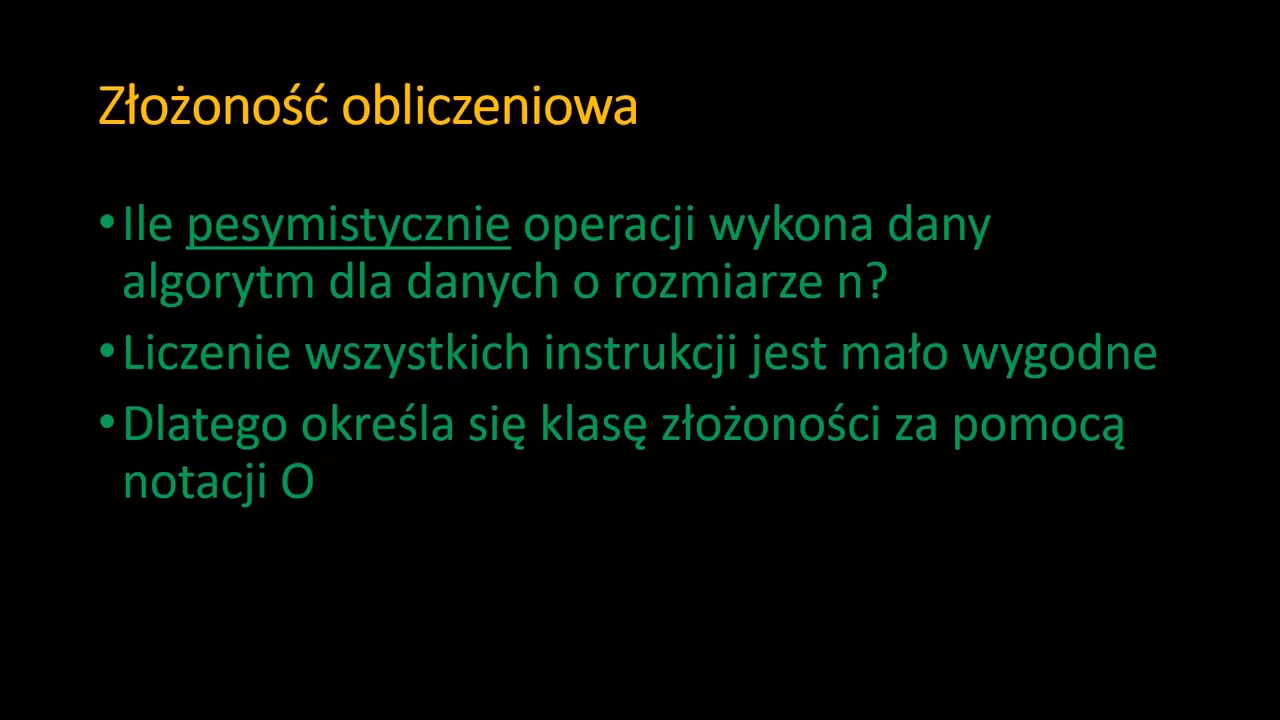 Złożoność obliczeniowa
•Ile pesymistycznie operacji wykona dany
algorytm dla danych o rozmiarze n?
•Liczenie wszystkich instrukcji jest mało wygodne
•Dlatego określa się klasę złożoności za pomocą
notacji O